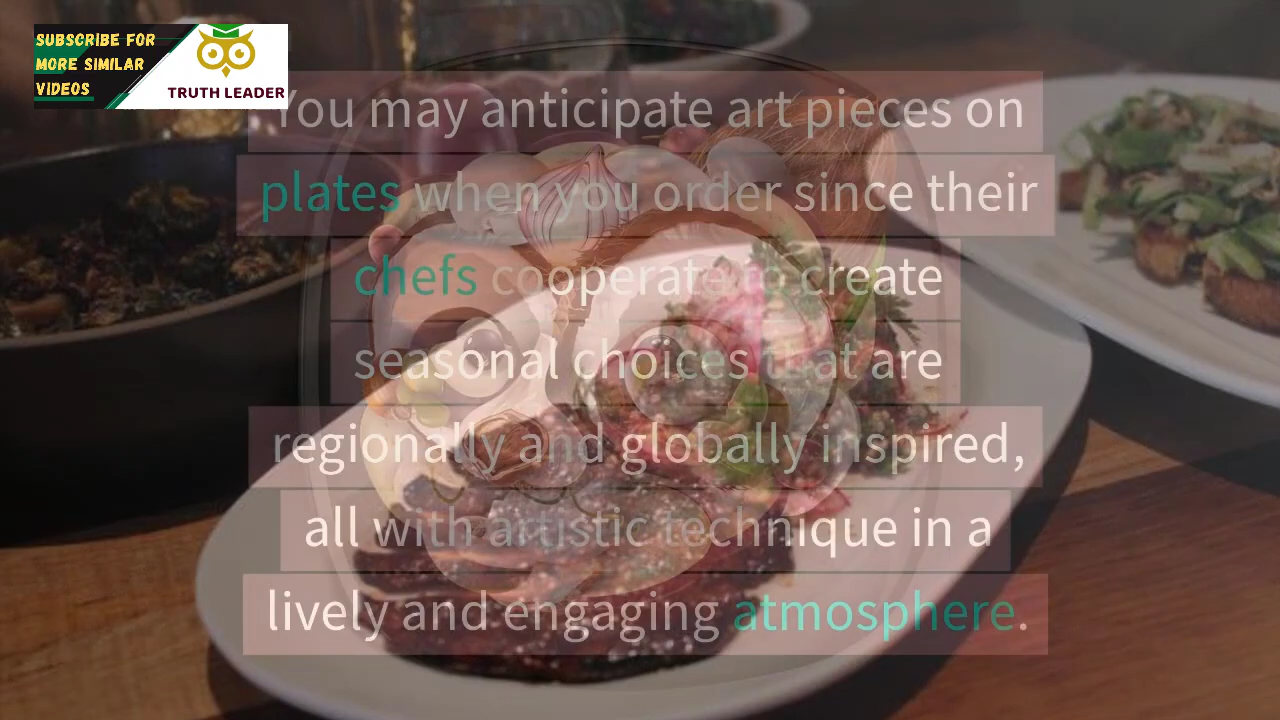 SUBSCRIBE FOR
MORE SIMILAR
VIDEOS
TRUTH LEADER
You may anticipate art pieces on
plates when you order since their
chefs cooperate to create
seasonal choices that are
regionally and globally inspired,
all with artistic technique in a
lively and engaging atmosphere.